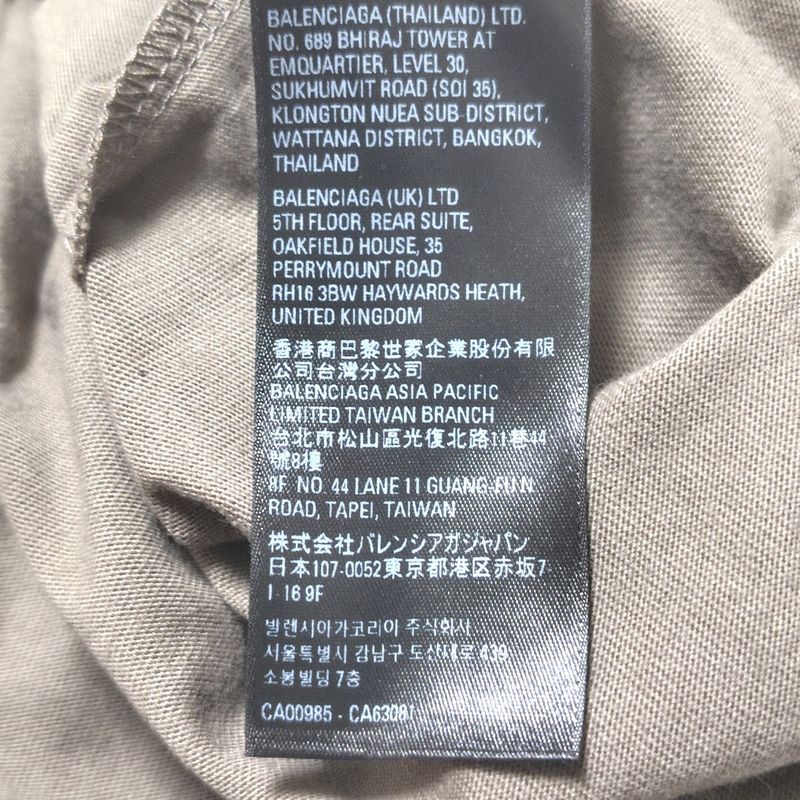 BALENCIAGA (THAILAND) LTD.
NO. 689 BHIRAJ TOWER AT
EMQUARTIER, LEVEL 30,
SUKHUMVIT ROAD (SOI 35),
KLONGTON NUEA SUB-DISTRICT,
WATTANA DISTRICT, BANGKOK,
THAILAND
BALENCIAGA (UK) LTD
5TH FLOOR, REAR SUITE,
OAKFIELD HOUSE, 35
PERRYMOUNT ROAD
RH16 3BW HAYWARDS HEATH,
UNITED KINGDOM
香港商巴黎世家企業股份有限
公司台灣分公司
BALENCIAGA ASIA PACIFIC
LIMITED TAIWAN BRANCH
台北市松山區光復北路11巷44
號8樓
8F. NO. 44 LANE 11 GUANG-FU N.
ROAD, TAPEI, TAIWAN
株式会社バレンシアガジャパン
日本107-0052東京都港区赤坂7-
1-16 9F
발렌시아가코리아 주식회사
서울특별시 강남구 도산대로 439
소봉빌딩 7층
CA00985 - CA63081